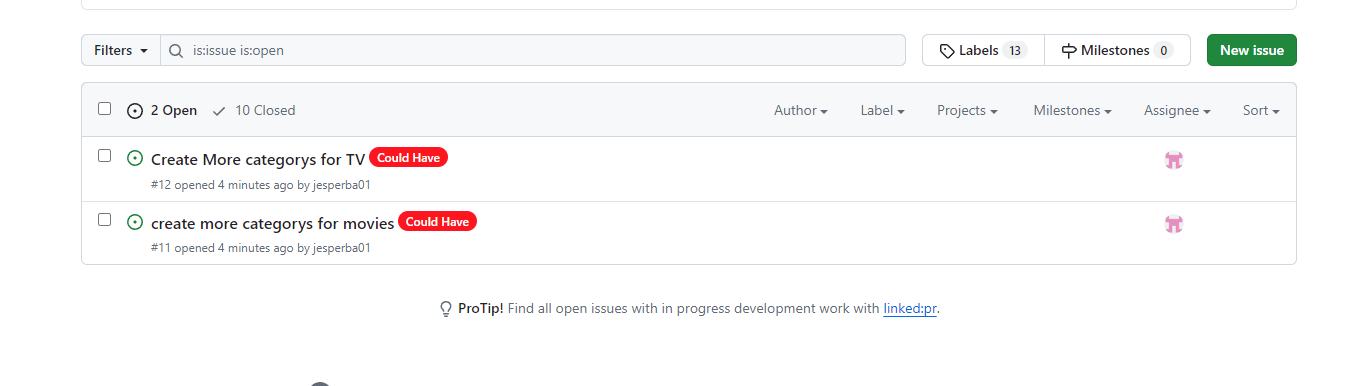 Filters is:issue is:open Labels 13 Milestones 0 New issue
2 Open 10 Closed Author Label Projects Milestones Assignee Sort
Create More categorys for TV Could Have
#12 opened 4 minutes ago by jesperba01
create more categorys for movies Could Have
#11 opened 4 minutes ago by jesperba01
ProTip! Find all open issues with in progress development work with linked:pr.